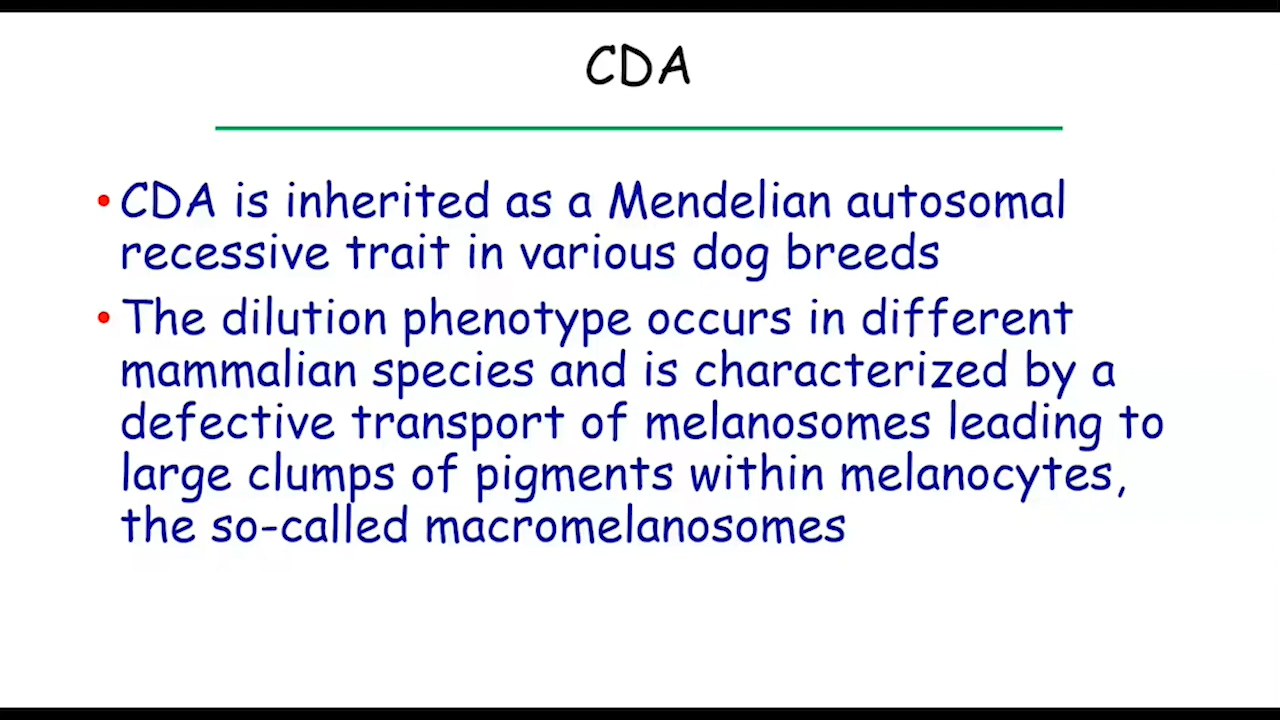 CDA
• CDA is inherited as a Mendelian autosomal
recessive trait in various dog breeds
• The dilution phenotype occurs in different
mammalian species and is characterized by a
defective transport of melanosomes leading to
large clumps of pigments within melanocytes,
the so-called macromelanosomes